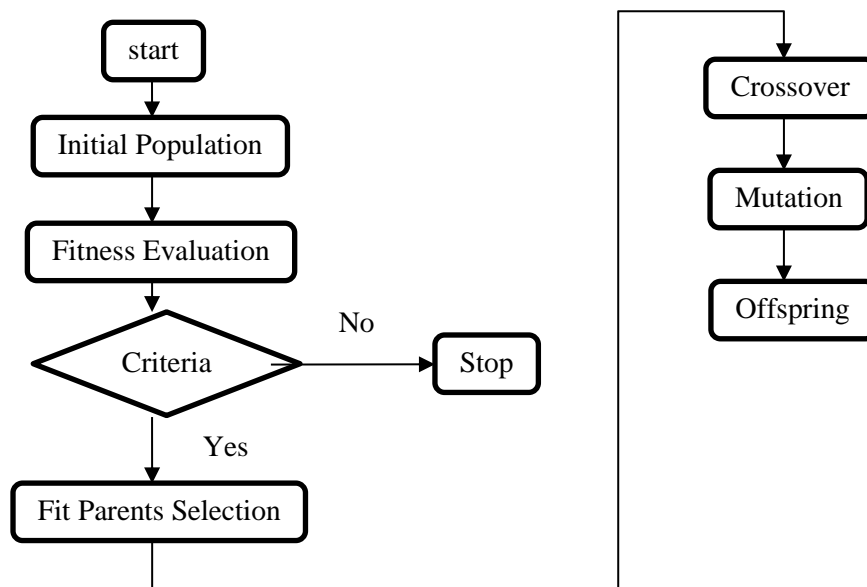 start
Initial Population
Fitness Evaluation
Criteria
No
Stop
Yes
Fit Parents Selection
Crossover
Mutation
Offspring